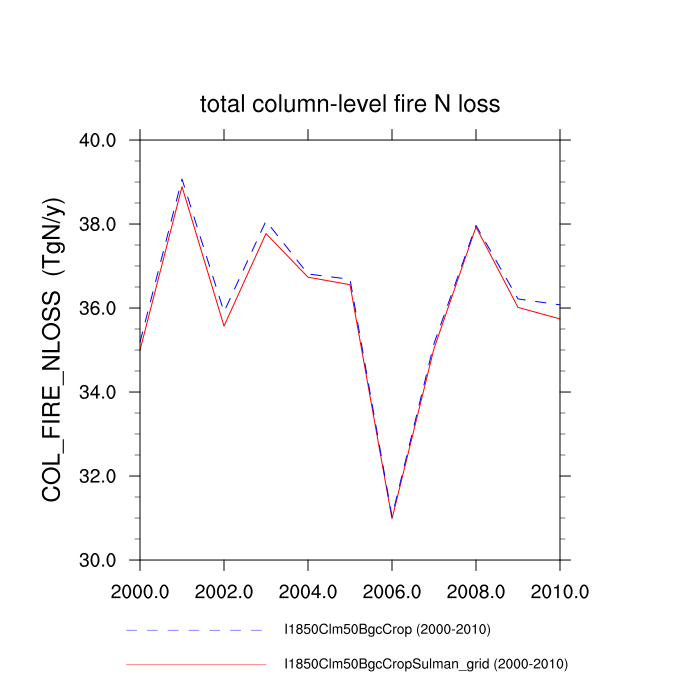 total column-level fire N loss
COL_FIRE_NLOSS (TgN/y)
40.0
38.0
36.0
34.0
32.0
30.0
2000.0 2002.0 2004.0 2006.0 2008.0 2010.0
I1850Clm50BgcCrop (2000-2010)
I1850Clm50BgcCropSulman_grid (2000-2010)